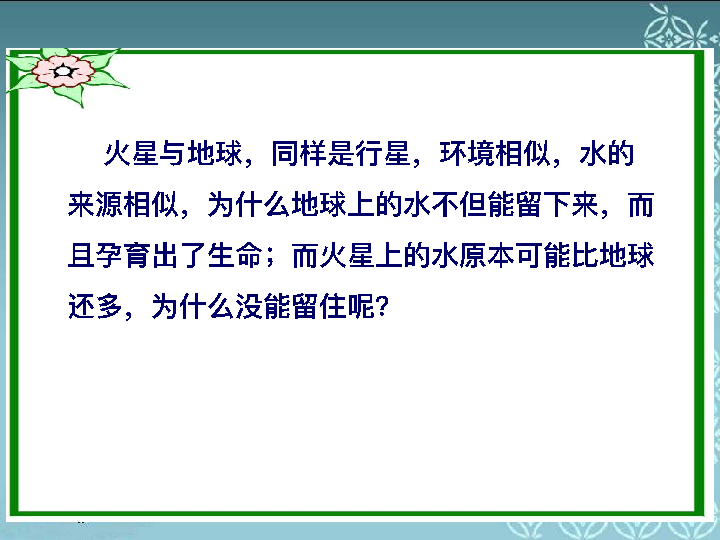 火星与地球，同样是行星，环境相似，水的
来源相似，为什么地球上的水不但能留下来，而
且孕育出了生命；而火星上的水原本可能比地球
还多，为什么没能留住呢？